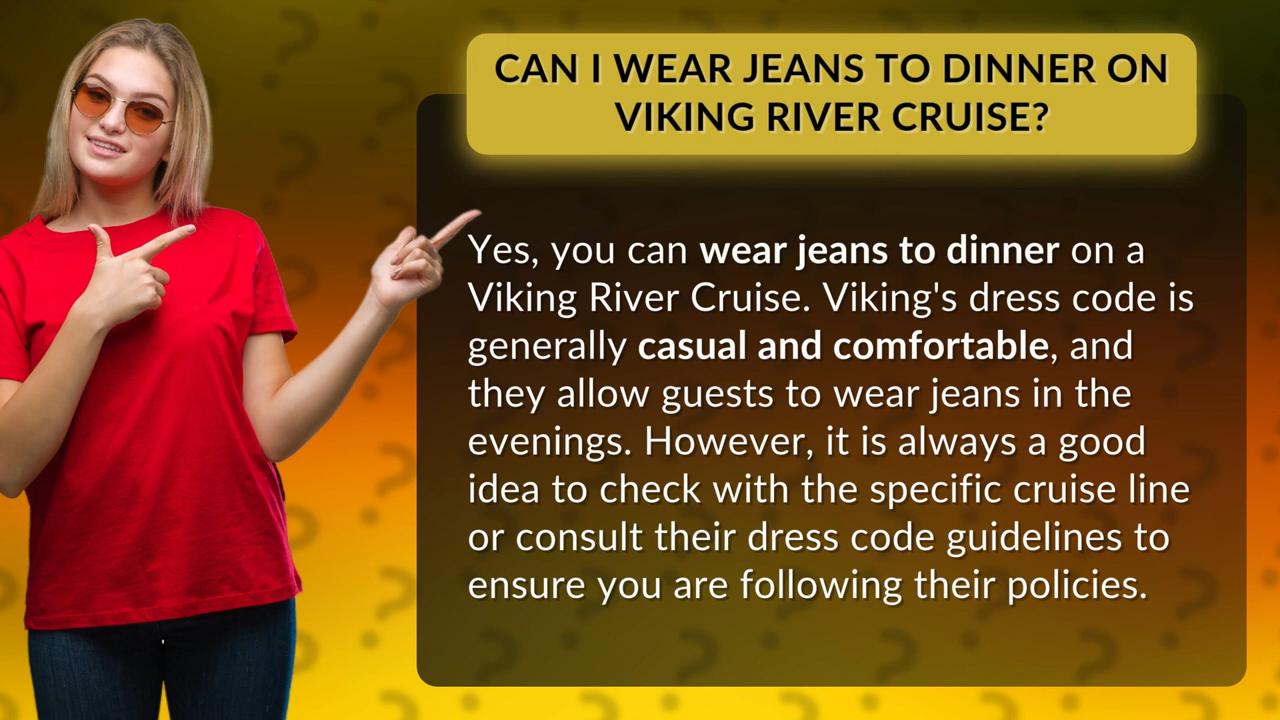 CAN I WEAR JEANS TO DINNER ON
VIKING RIVER CRUISE?
Yes, you can wear jeans to dinner on a
Viking River Cruise. Viking's dress code is
generally casual and comfortable, and
they allow guests to wear jeans in the
evenings. However, it is always a good
idea to check with the specific cruise line
or consult their dress code guidelines to
ensure you are following their policies.